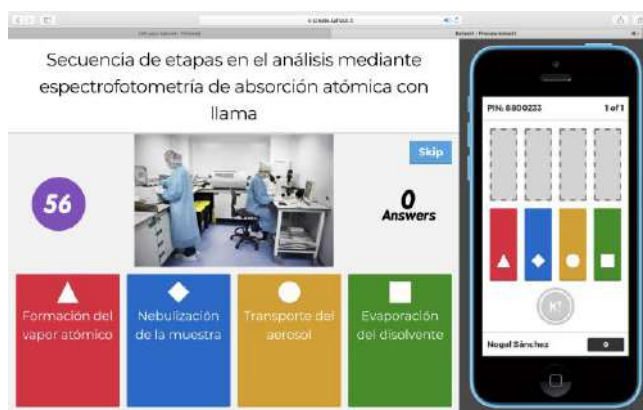 Secuencia de etapas en el análisis mediante
espectrofotometría de absorción atómica con
llama
Skip
56
0
Answers
Formación del
vapor atómico
Nebulización
de la muestra
Transporte del
aerosol
Evaporación
del disolvente
PIN: 8800233
1 of 1
Nogal Sánchez
0